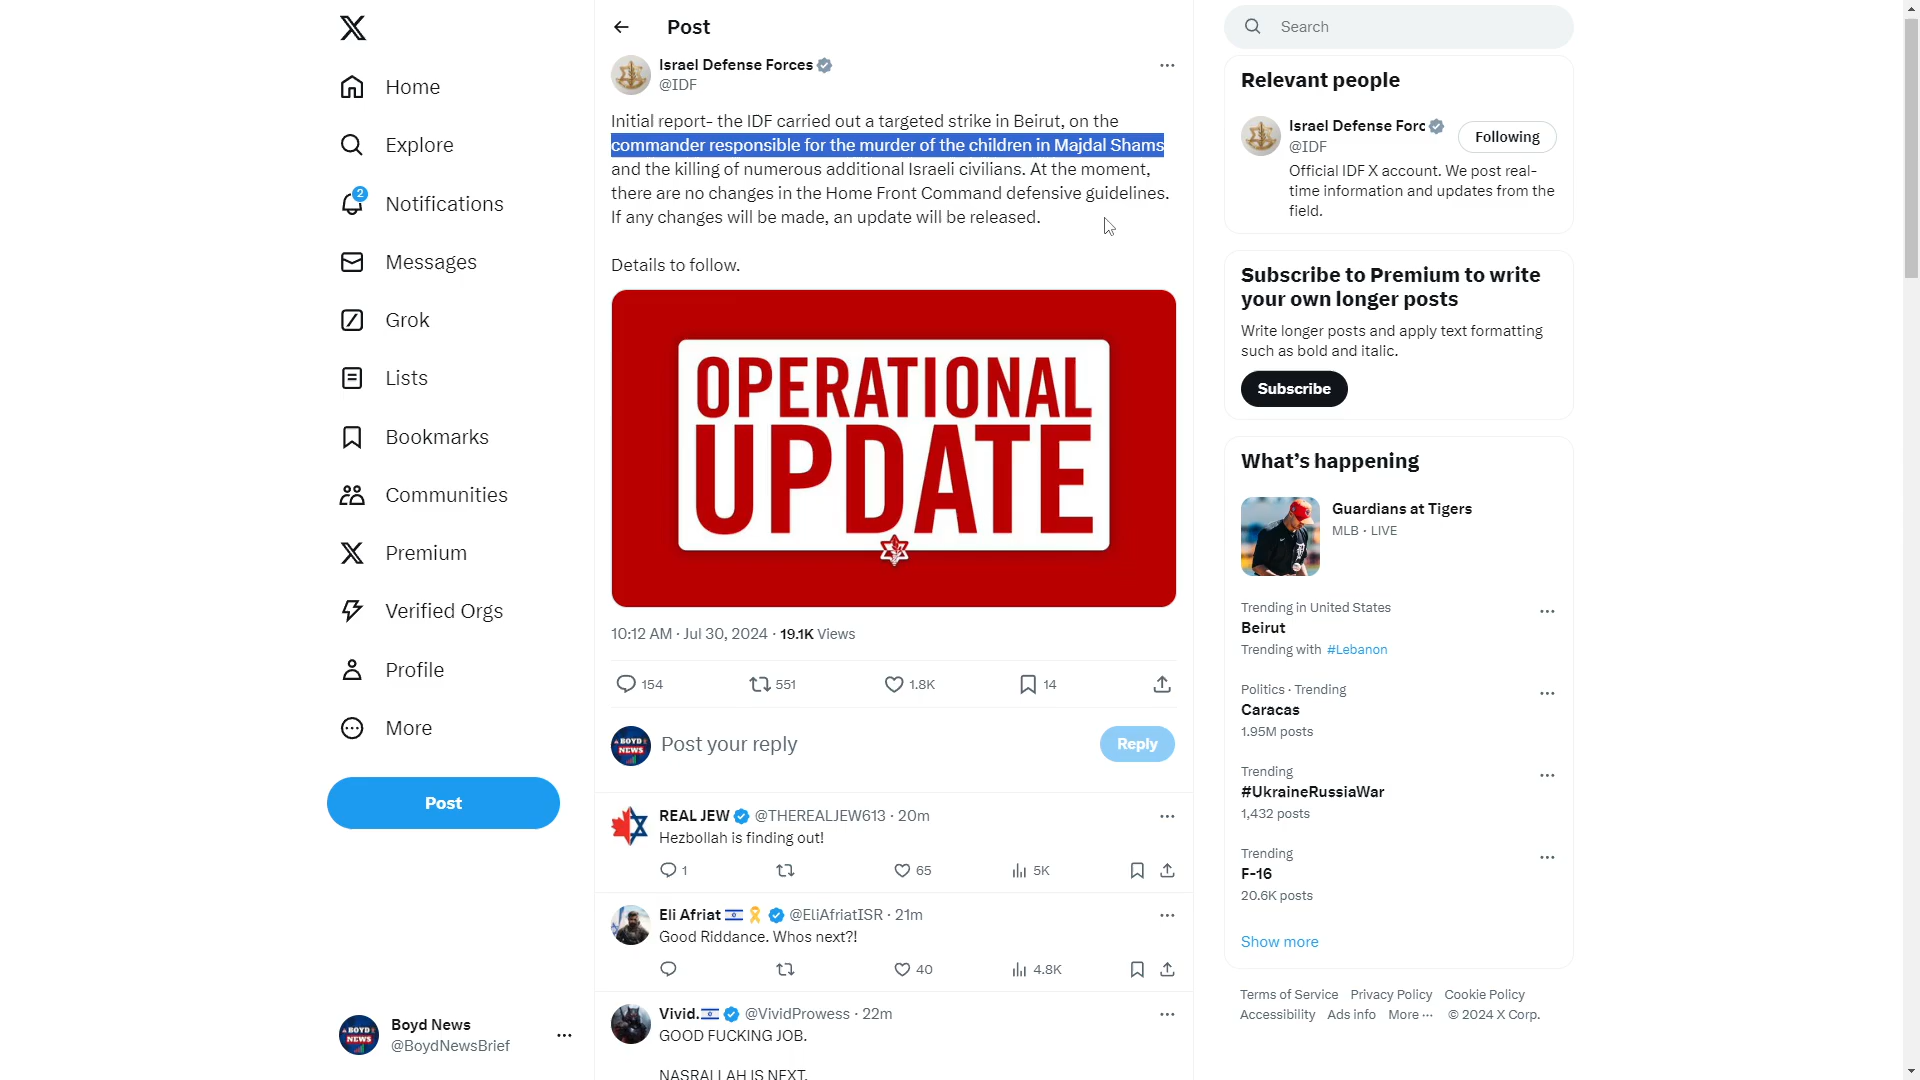 Home
Explore
2
Notifications
Messages
Grok
Lists
Bookmarks
Communities
Premium
Verified Orgs
Profile
More
Post
BOYD
NEWS
Boyd News
@BoydNewsBrief
Post
Israel Defense Forces
@IDF
Initial report- the IDF carried out a targeted strike in Beirut, on the
commander responsible for the murder of the children in Majdal Shams
and the killing of numerous additional Israeli civilians. At the moment,
there are no changes in the Home Front Command defensive guidelines.
If any changes will be made, an update will be released.
Details to follow.
OPERATIONAL
UPDATE
10:12 AM · Jul 30, 2024 · 19.1K Views
154 551 1.8K 14
BOYD
NEWS
Post your reply
Reply
REAL JEW @THEREALJEW613 · 20m
Hezbollah is finding out!
1 65 5K
Eli Afriat @EliAfriatISR · 21m
Good Riddance. Whos next?!
40 4.8K
Vivid. @VividProwess · 22m
GOOD FUCKING JOB.
NASRALLAH IS NEXT.
Search
Relevant people
Israel Defense Forc
@IDF
Following
Official IDF X account. We post real-
time information and updates from the
field.
Subscribe to Premium to write
your own longer posts
Write longer posts and apply text formatting
such as bold and italic.
Subscribe
What's happening
Guardians at Tigers
MLB · LIVE
Trending in United States
Beirut
Trending with #Lebanon
Politics · Trending
Caracas
1.95M posts
Trending
#UkraineRussiaWar
1,432 posts
Trending
F-16
20.6K posts
Show more
Terms of Service Privacy Policy Cookie Policy
Accessibility Ads info More ··· © 2024 X Corp.